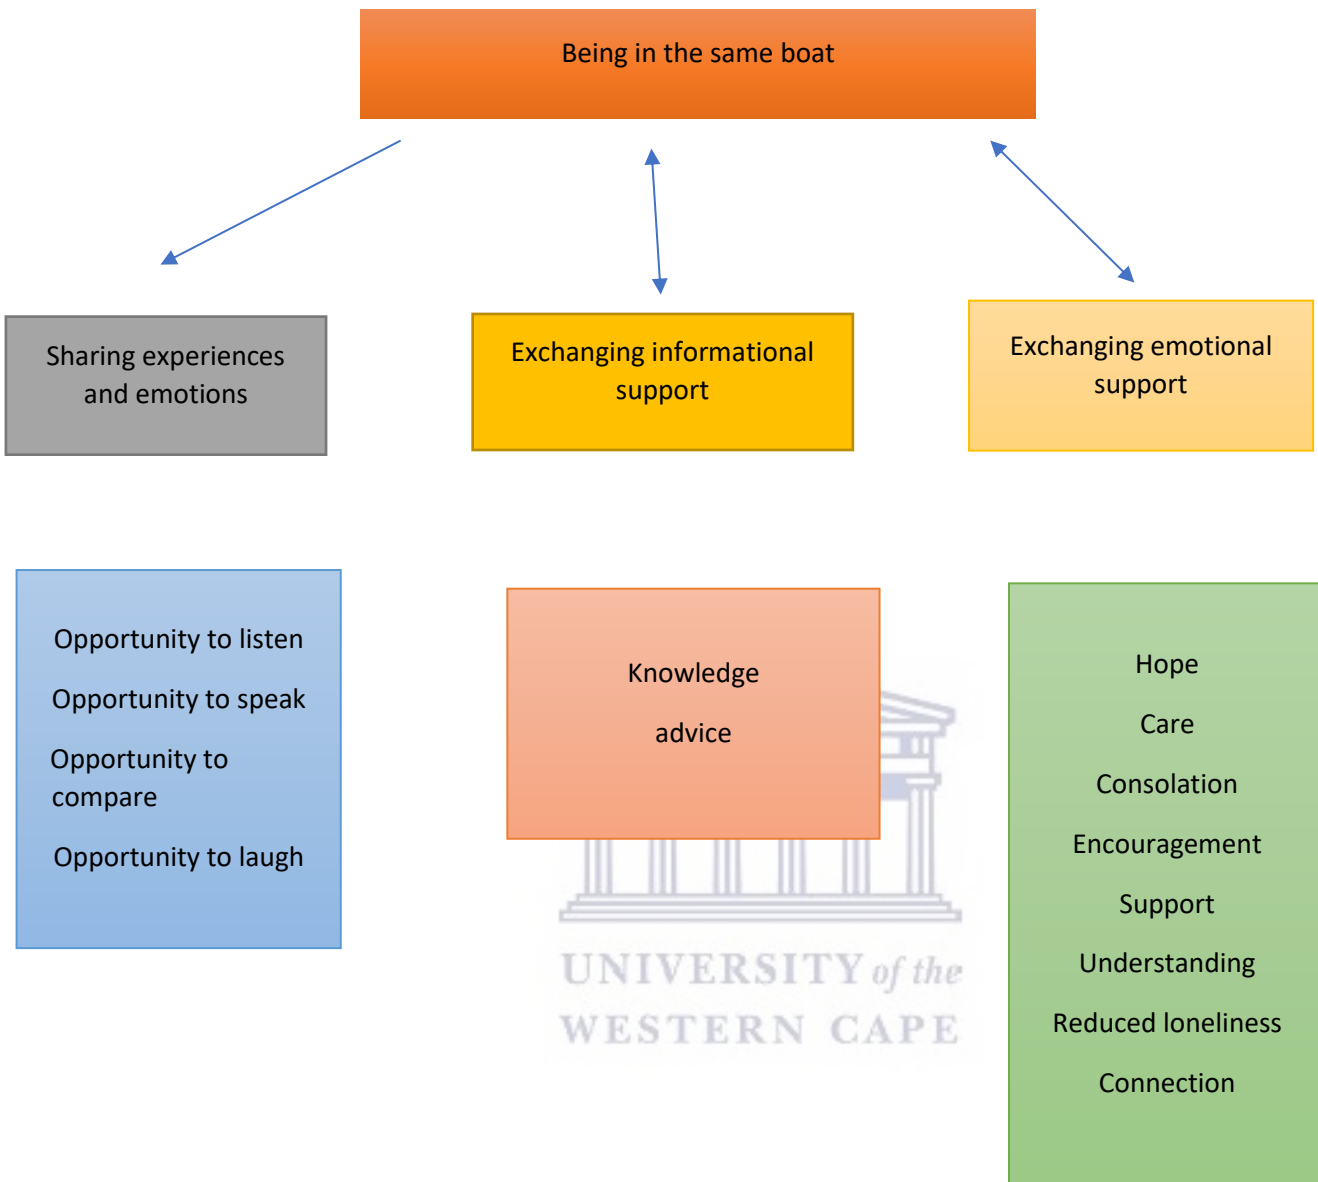 Being in the same boat
Sharing experiences
and emotions
Exchanging informational
support
Exchanging emotional
support
Opportunity to listen
Opportunity to speak
Opportunity to
compare
Opportunity to laugh
Knowledge
advice
Hope
Care
Consolation
Encouragement
Support
Understanding
Reduced loneliness
Connection
UNIVERSITY of the
WESTERN CAPE